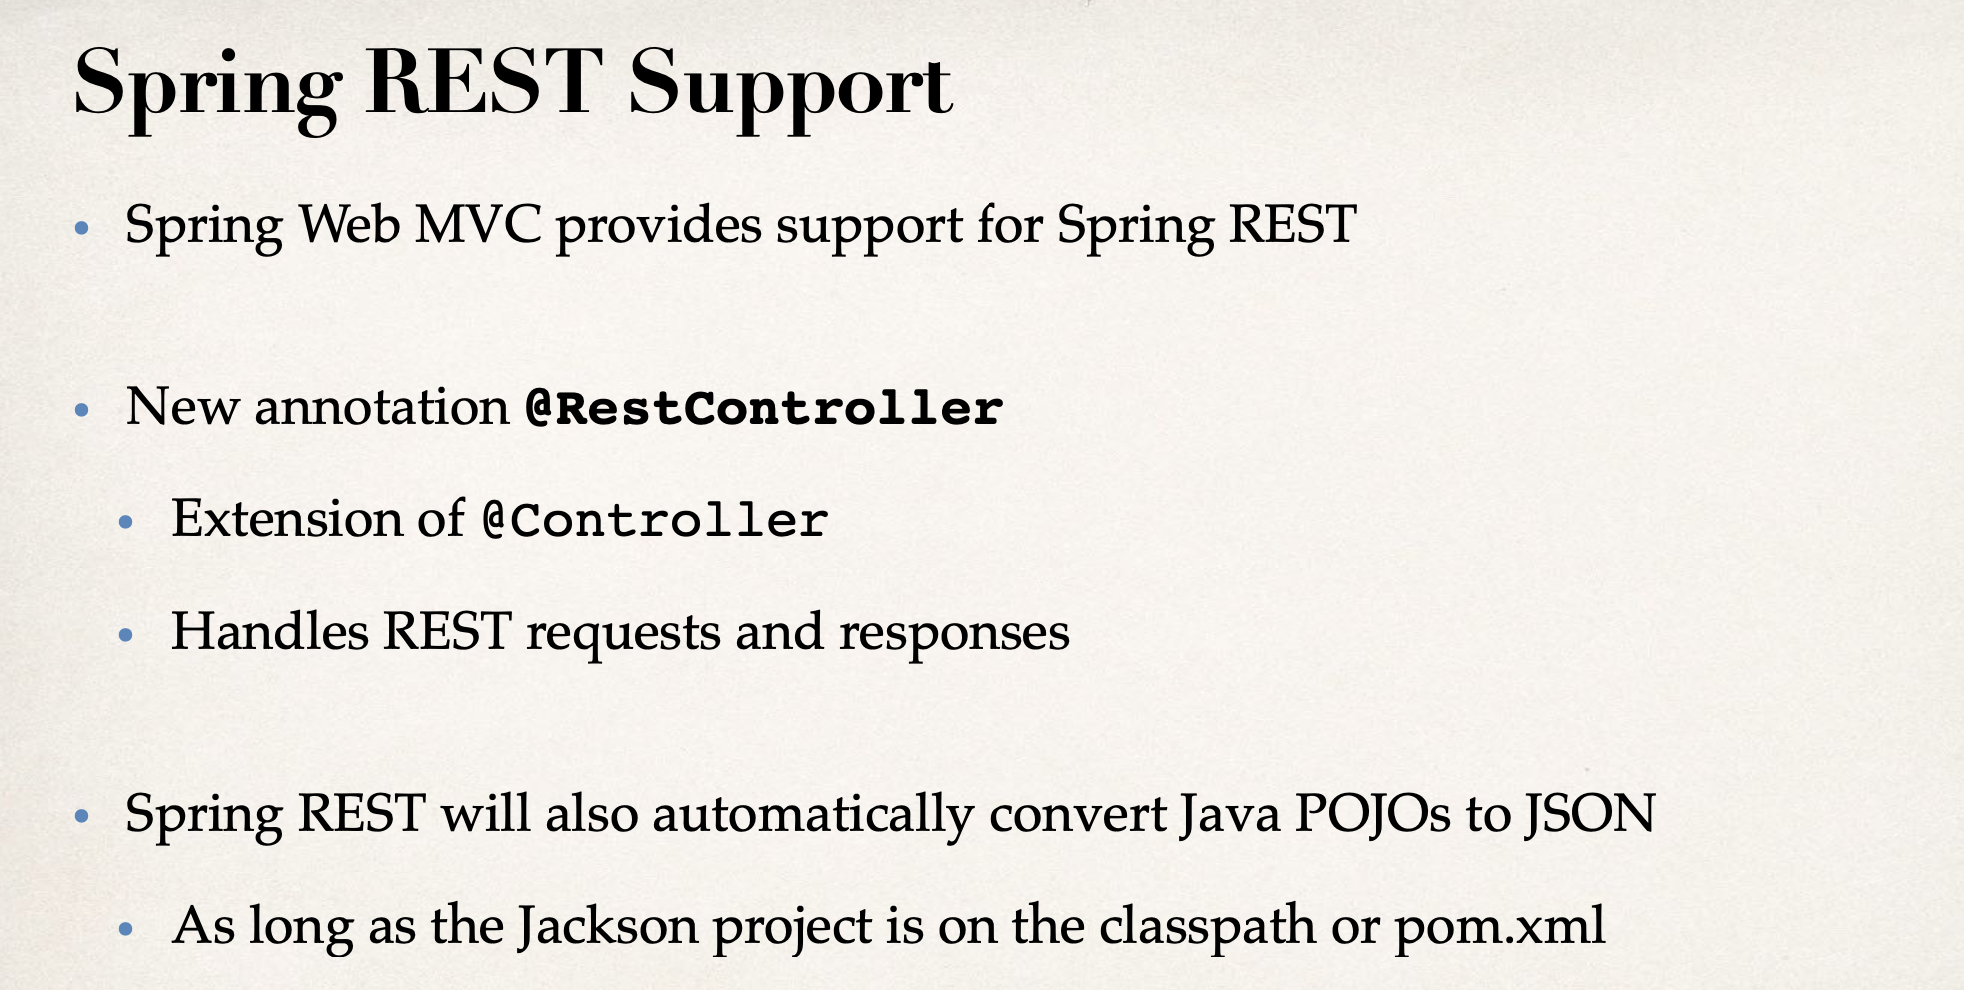 Spring REST Support
• Spring Web MVC provides support for Spring REST
• New annotation @RestController
• Extension of @Controller
• Handles REST requests and responses
• Spring REST will also automatically convert Java POJOs to JSON
• As long as the Jackson project is on the classpath or pom.xml